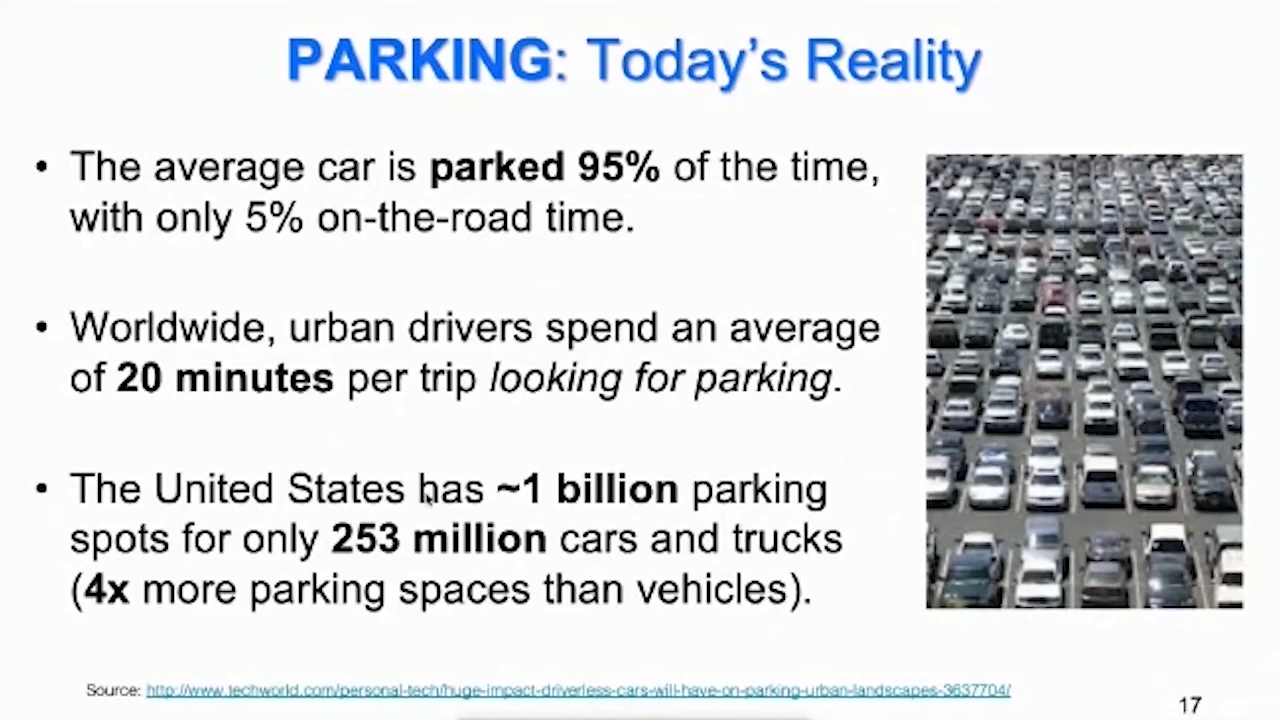 PARKING: Today's Reality
• The average car is parked 95% of the time,
with only 5% on-the-road time.
• Worldwide, urban drivers spend an average
of 20 minutes per trip looking for parking.
• The United States has ~1 billion parking
spots for only 253 million cars and trucks
(4x more parking spaces than vehicles).
Source: http://www.techworld.com/personal-tech/huge-impact-driverless-cars-will-have-on-parking-urban-landscapes-3637704/
17